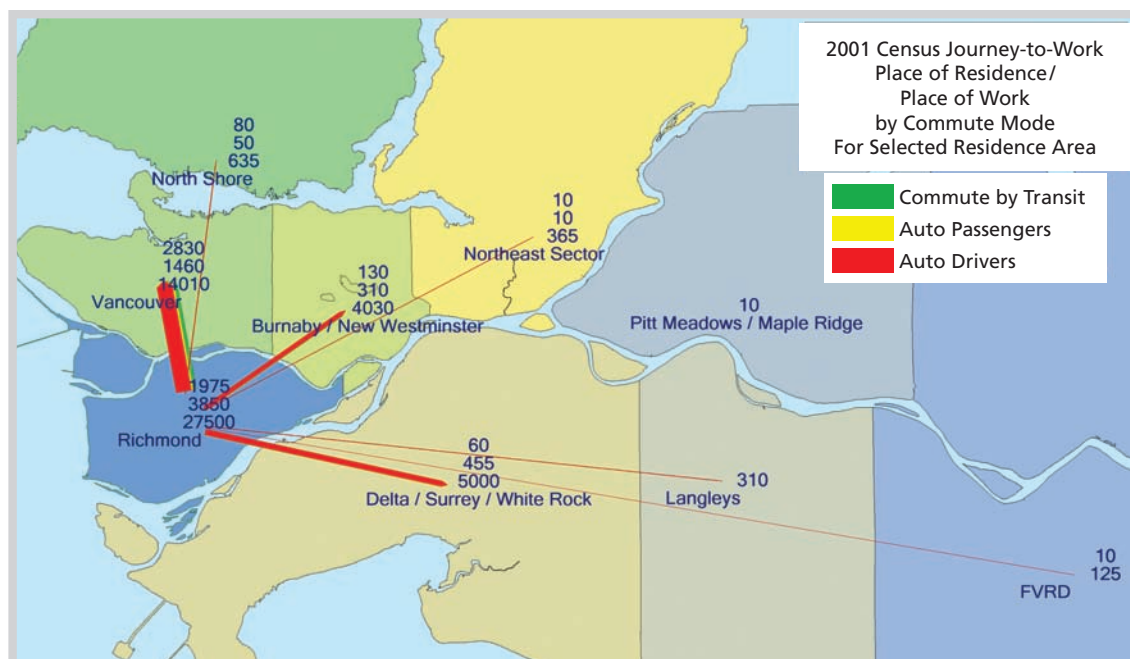 2001 Census Journey-to-Work
Place of Residence/
Place of Work
by Commute Mode
For Selected Residence Area
Commute by Transit
Auto Passengers
Auto Drivers
80
50
635
North Shore
10
10
365
Northeast Sector
2830
1460
14010
Vancouver
130
310
4030
Burnaby / New Westminster
10
Pitt Meadows / Maple Ridge
1975
3850
27500
Richmond
60
455
5000
Delta / Surrey / White Rock
310
Langleys
10
125
FVRD